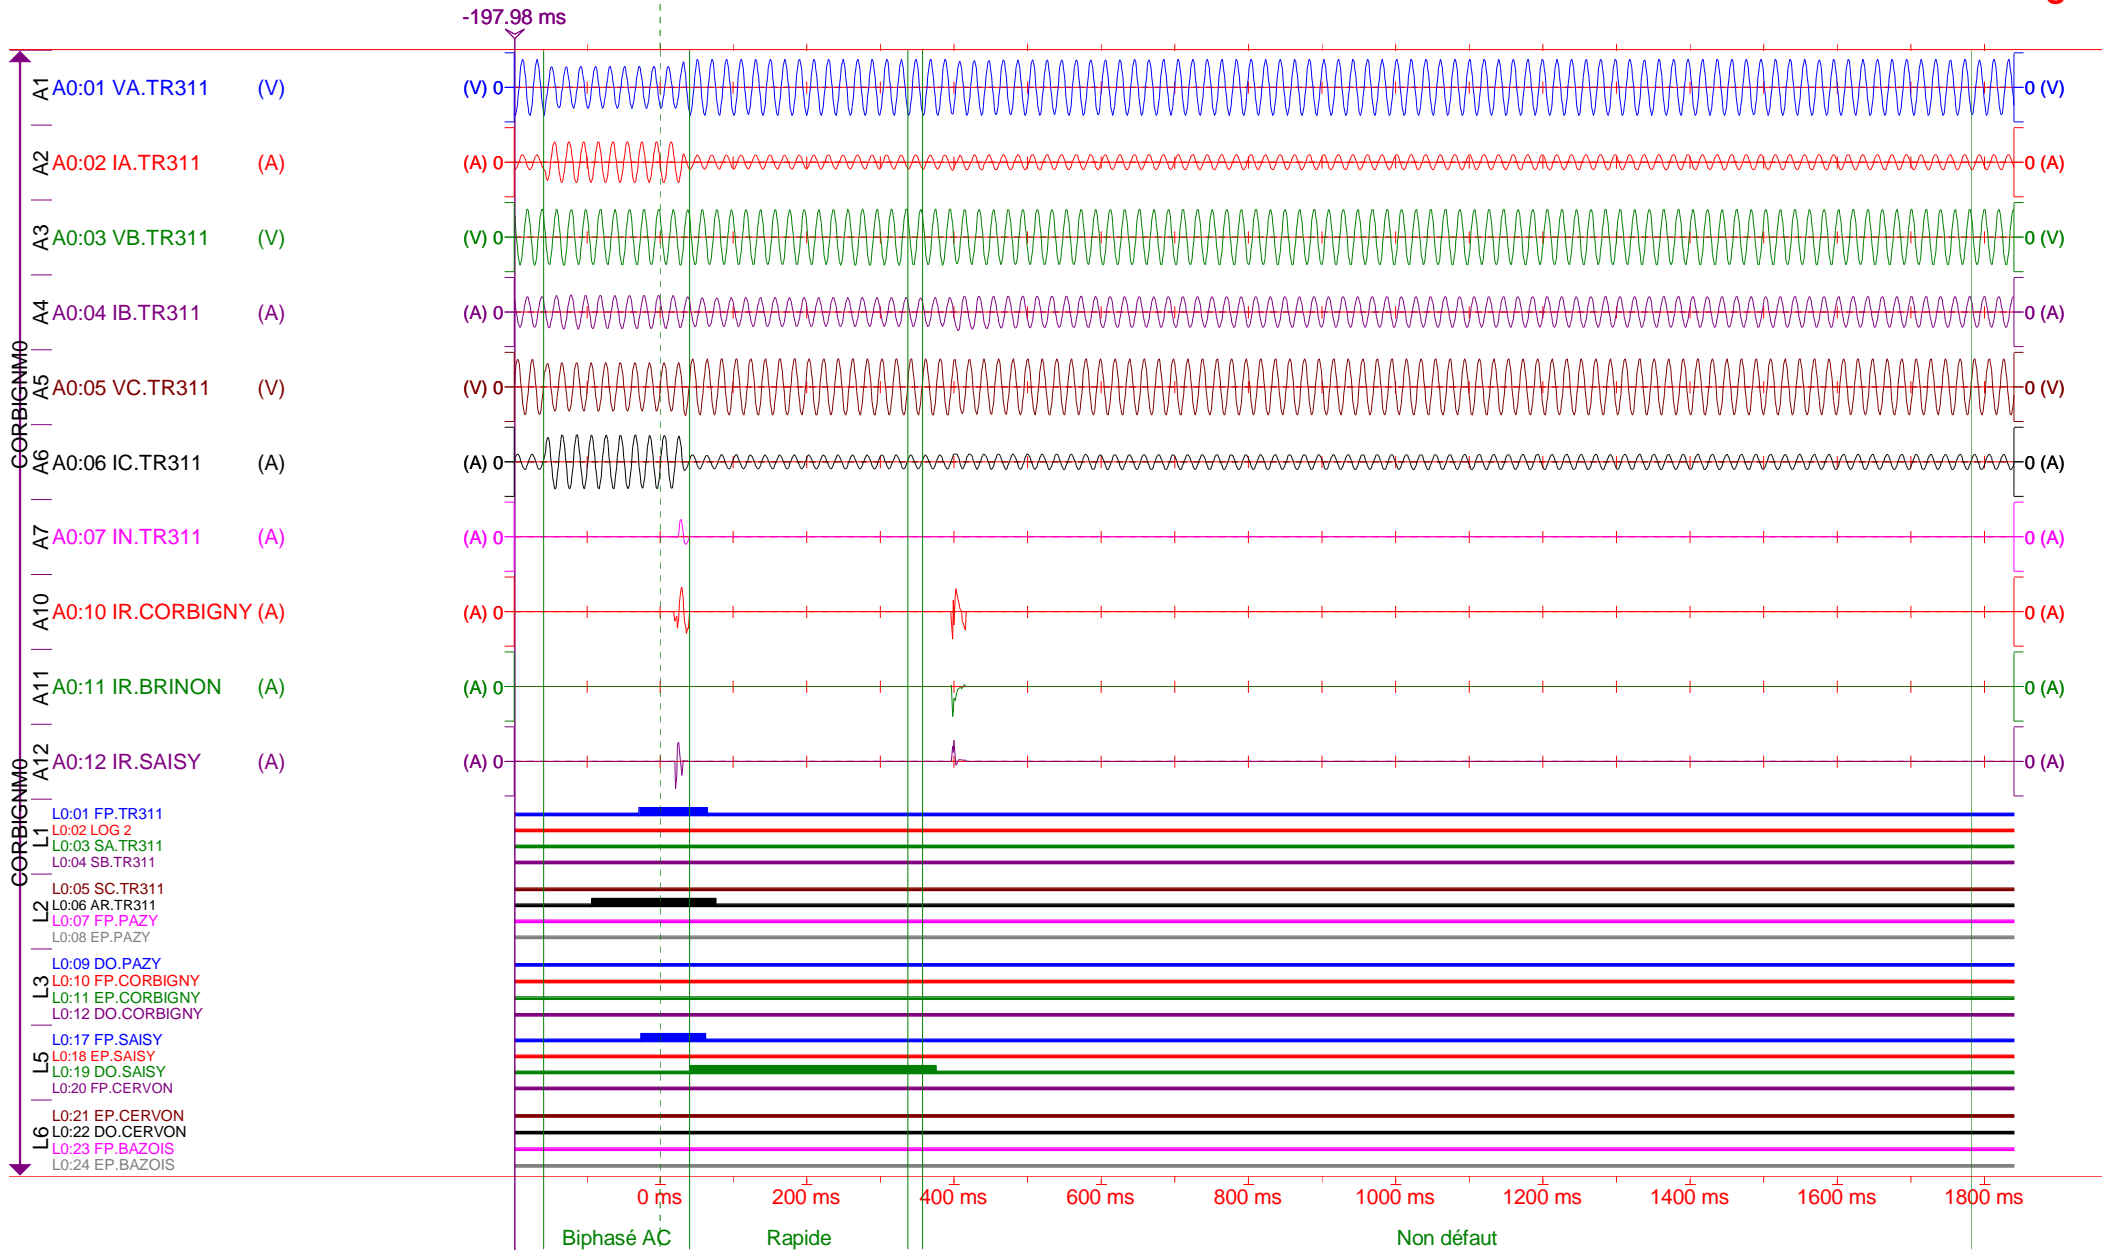 -197.98 ms
A1 A0:01 VA.TR311 (V) (V) 0 0 (V)
A2 A0:02 IA.TR311 (A) (A) 0 0 (A)
A3 A0:03 VB.TR311 (V) (V) 0 0 (V)
A4 A0:04 IB.TR311 (A) (A) 0 0 (A)
CORBIGNM0
A5 A0:05 VC.TR311 (V) (V) 0 0 (V)
A6 A0:06 IC.TR311 (A) (A) 0 0 (A)
A7 A0:07 IN.TR311 (A) (A) 0 0 (A)
A10 A0:10 IR.CORBIGNY (A) (A) 0 0 (A)
A11 A0:11 IR.BRINON (A) (A) 0 0 (A)
A12 A0:12 IR.SAISY (A) (A) 0 0 (A)
CORBIGNM0
L1
L0:01 FP.TR311
L0:02 LOG 2
L0:03 SA.TR311
L0:04 SB.TR311
L2
L0:05 SC.TR311
L0:06 AR.TR311
L0:07 FP.PAZY
L0:08 EP.PAZY
L3
L0:09 DO.PAZY
L0:10 FP.CORBIGNY
L0:11 EP.CORBIGNY
L0:12 DO.CORBIGNY
L5
L0:17 FP.SAISY
L0:18 EP.SAISY
L0:19 DO.SAISY
L0:20 FP.CERVON
L6
L0:21 EP.CERVON
L0:22 DO.CERVON
L0:23 FP.BAZOIS
L0:24 EP.BAZOIS
0 ms 200 ms 400 ms 600 ms 800 ms 1000 ms 1200 ms 1400 ms 1600 ms 1800 ms
Biphasé AC Rapide Non défaut